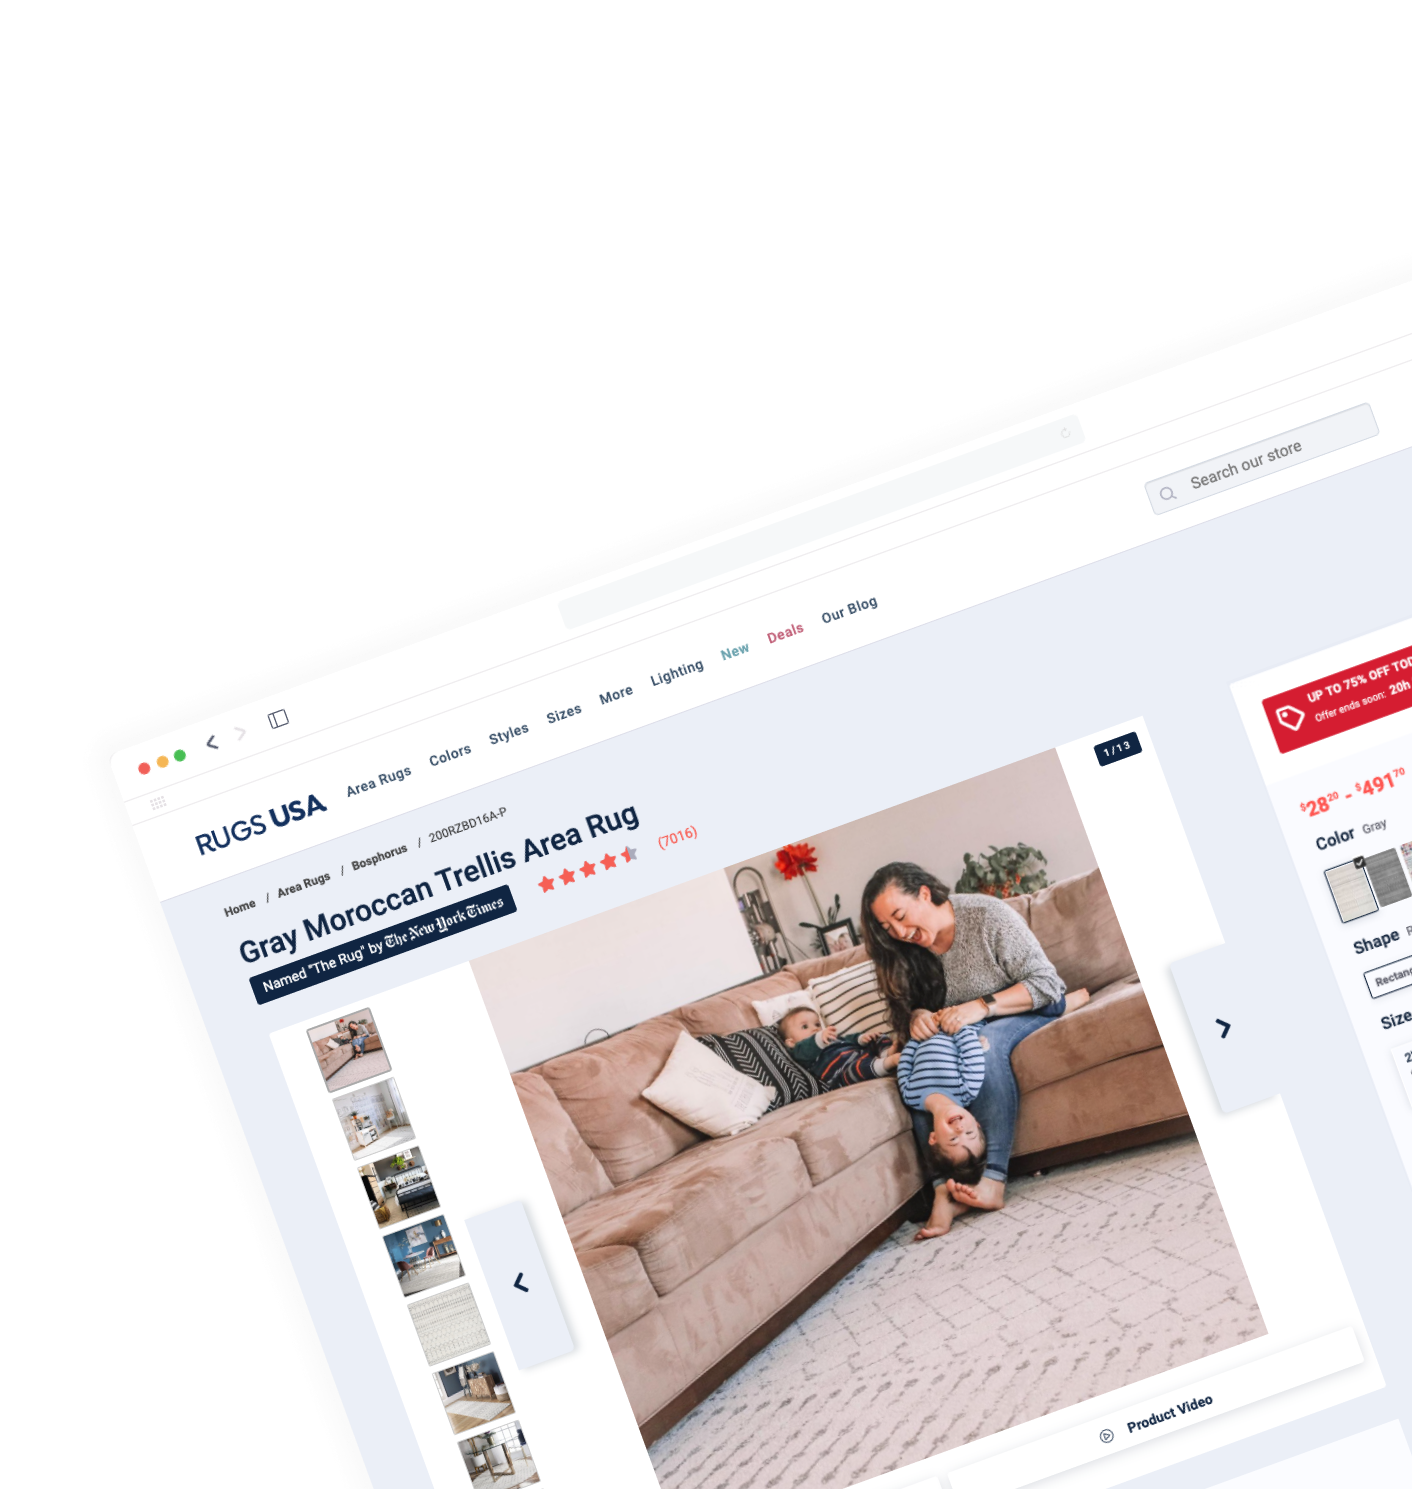 Search our store
RUGS USA
Area Rugs
Colors
Styles
Sizes
More
Lighting
New
Deals
Our Blog
Home / Area Rugs / Bosphorus / 200RZBD16A-P
Gray Moroccan Trellis Area Rug
(7016)
Named "The Rug" by The New York Times
1/13
Product Video
UP TO 75% OFF
Offer ends soon: 20h
$28.20 - $491.70
Color Gray
Shape
Size